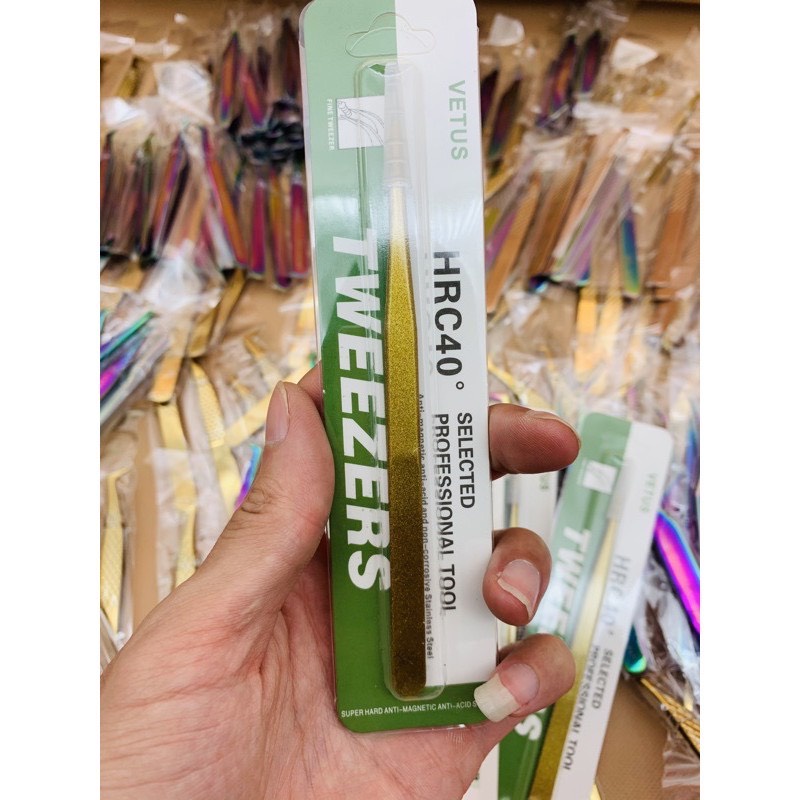 VETUS
FINE TWEEZER
TWEEZERS
HRC40°
SELECTED
PROFESSIONAL TOOL
Anti-magnetic anti-acid and non-corrosive Stainless Steel
SUPER HARD ANTI-MAGNETIC ANTI-ACID
VETUS
TWEEZERS
HRC40°
SELECTED
PROFESSIONAL TOOL